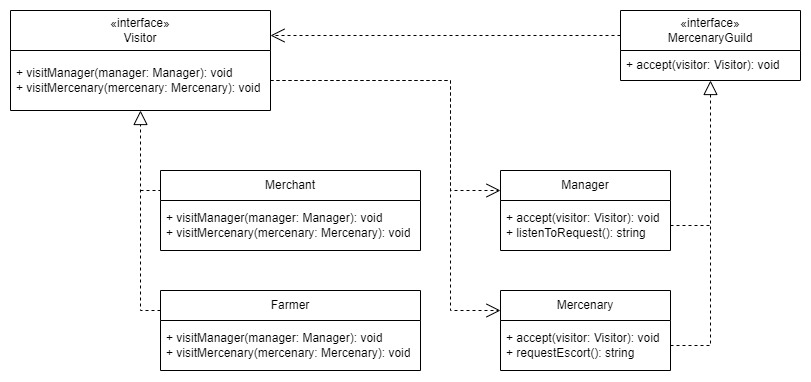 «interface»
Visitor
+ visitManager(manager: Manager): void
+ visitMercenary(mercenary: Mercenary): void
«interface»
MercenaryGuild
+ accept(visitor: Visitor): void
Merchant
+ visitManager(manager: Manager): void
+ visitMercenary(mercenary: Mercenary): void
Manager
+ accept(visitor: Visitor): void
+ listenToRequest(): string
Farmer
+ visitManager(manager: Manager): void
+ visitMercenary(mercenary: Mercenary): void
Mercenary
+ accept(visitor: Visitor): void
+ requestEscort(): string